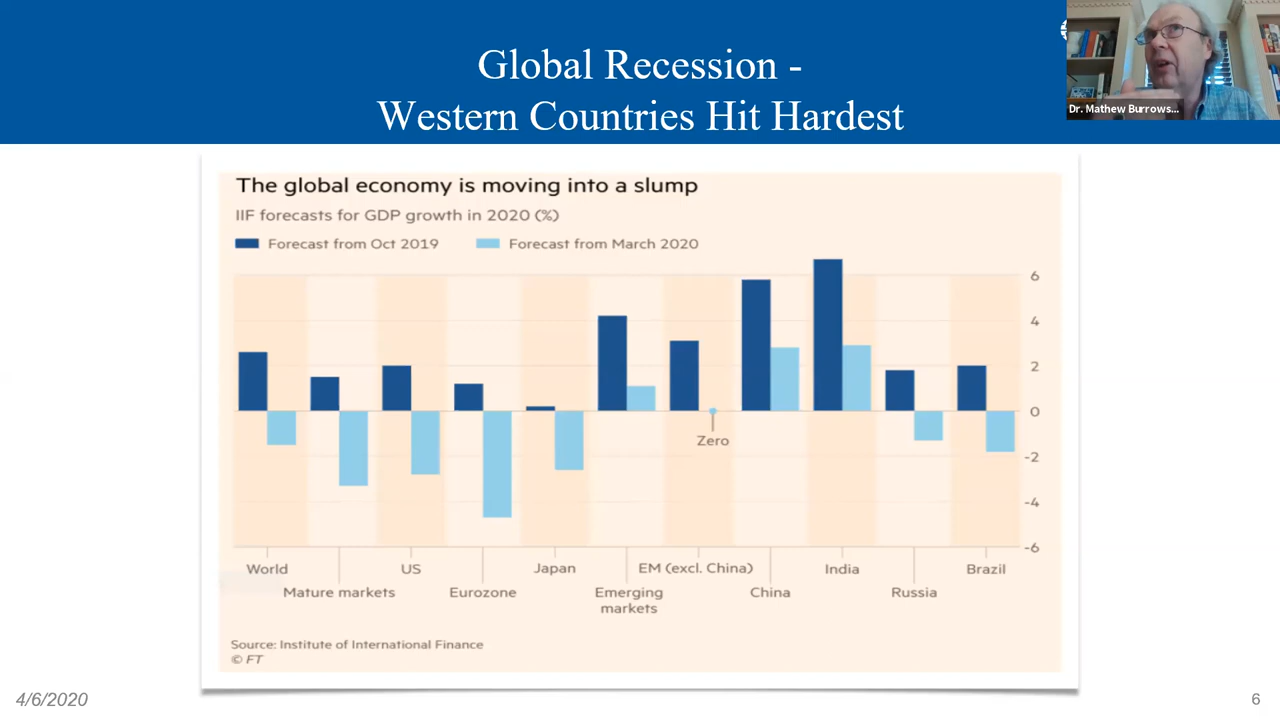 Global Recession -
Western Countries Hit Hardest
Dr. Mathew Burrows...
The global economy is moving into a slump
IIF forecasts for GDP growth in 2020 (%)
Forecast from Oct 2019 Forecast from March 2020
6
4
2
0
-2
-4
-6
Zero
World US Japan EM (excl. China) India Brazil
Mature markets Eurozone Emerging China Russia
markets
Source: Institute of International Finance
© FT
4/6/2020 6